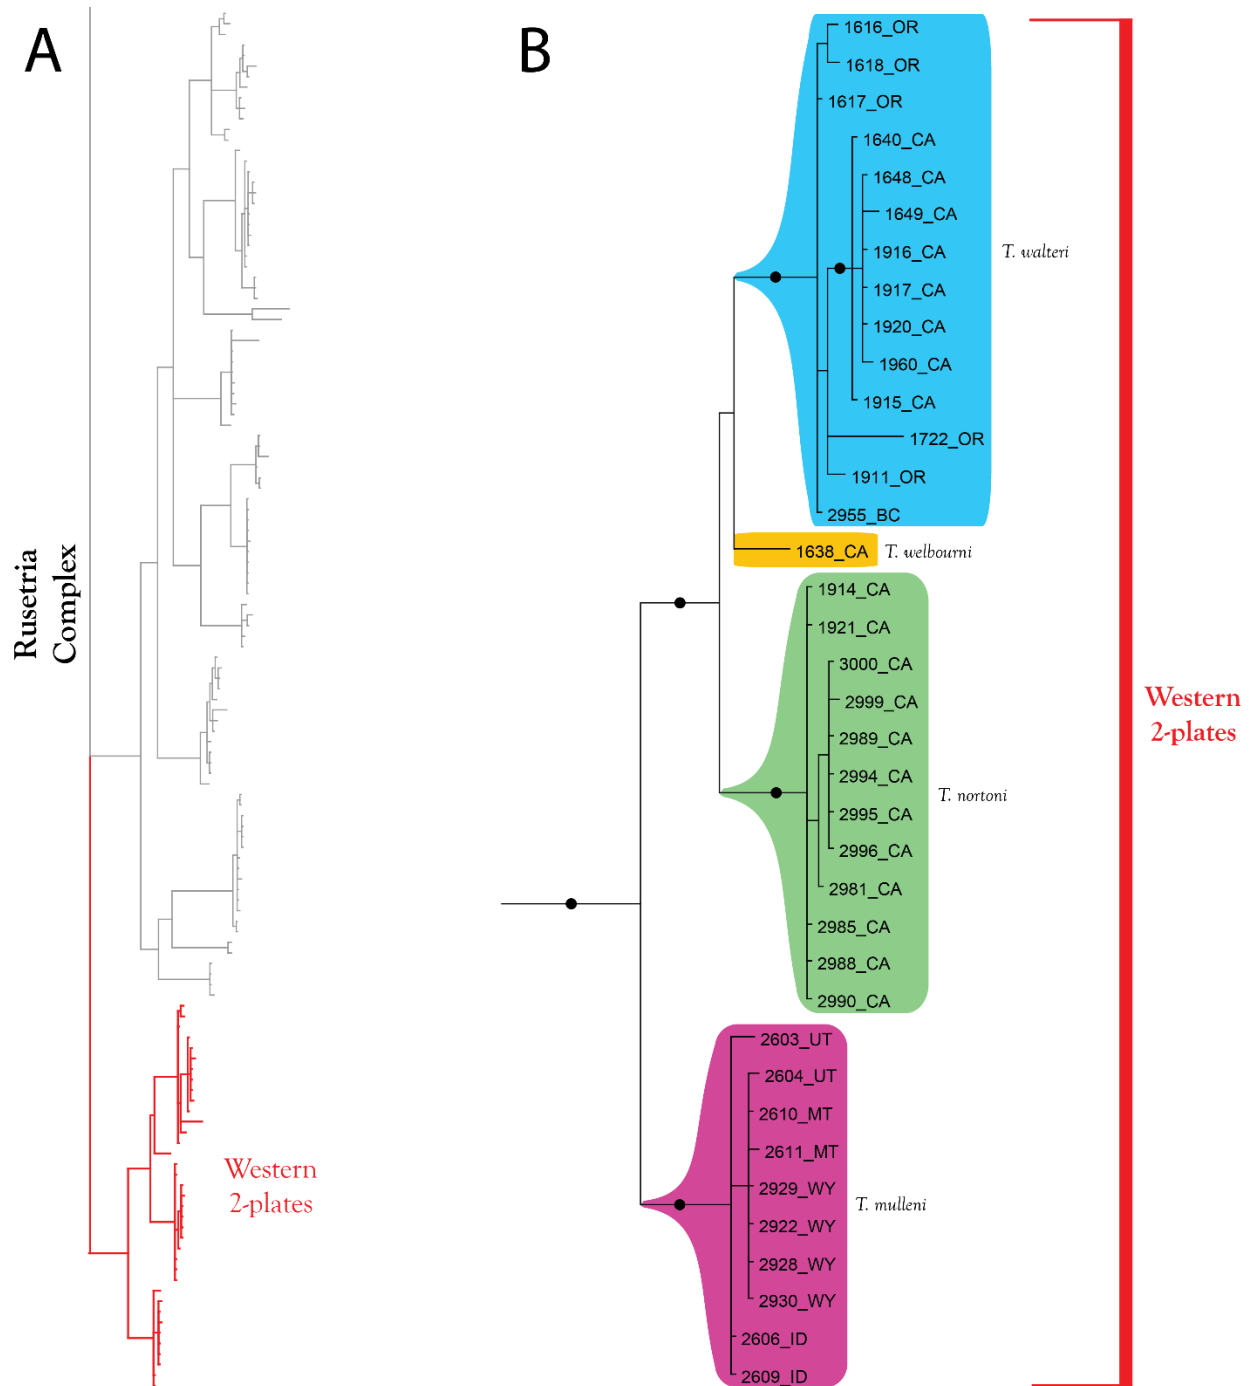 A
Rusetria
Complex
Western
2-plates
B
1616_OR
1618_OR
1617_OR
1640_CA
1648_CA
1649_CA
1916_CA
1917_CA
1920_CA
1960_CA
1915_CA
1722_OR
1911_OR
2955_BC
T. walteri
1638_CA
T. welbourni
1914_CA
1921_CA
3000_CA
2999_CA
2989_CA
2994_CA
2995_CA
2996_CA
2981_CA
2985_CA
2988_CA
2990_CA
T. nortoni
2603_UT
2604_UT
2610_MT
2611_MT
2929_WY
2922_WY
2928_WY
2930_WY
2606_ID
2609_ID
T. mulleni
Western
2-plates